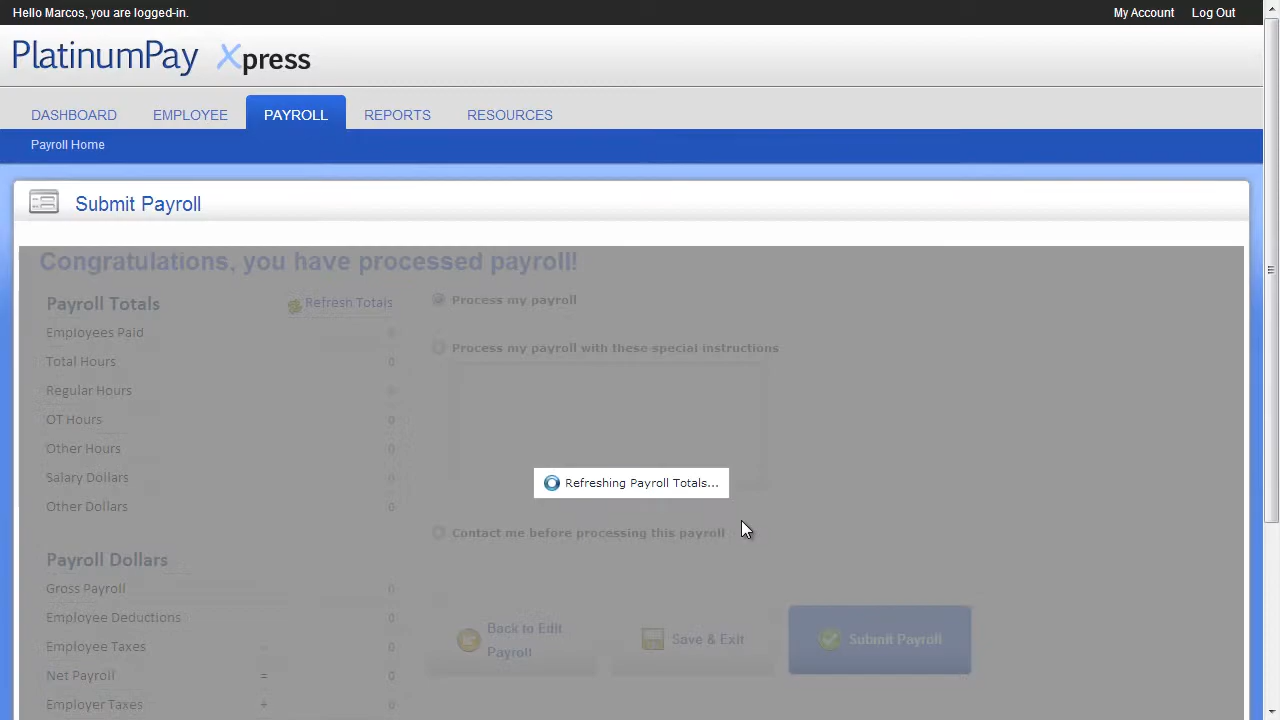 Hello Marcos, you are logged-in.
My Account
Log Out
PlatinumPay Xpress
DASHBOARD
EMPLOYEE
PAYROLL
REPORTS
RESOURCES
Payroll Home
Submit Payroll
Congratulations, you have processed payroll!
Payroll Totals
Refresh Totals
Employees Paid 0
Total Hours 0
Regular Hours 0
OT Hours 0
Other Hours 0
Salary Dollars 0
Other Dollars 0
Process my payroll
Process my payroll with these special instructions
Refreshing Payroll Totals...
Contact me before processing this payroll
Payroll Dollars
Gross Payroll 0
Employee Deductions - 0
Employee Taxes - 0
Net Payroll = 0
Employer Taxes + 0
Back to Edit
Payroll
Save & Exit
Submit Payroll